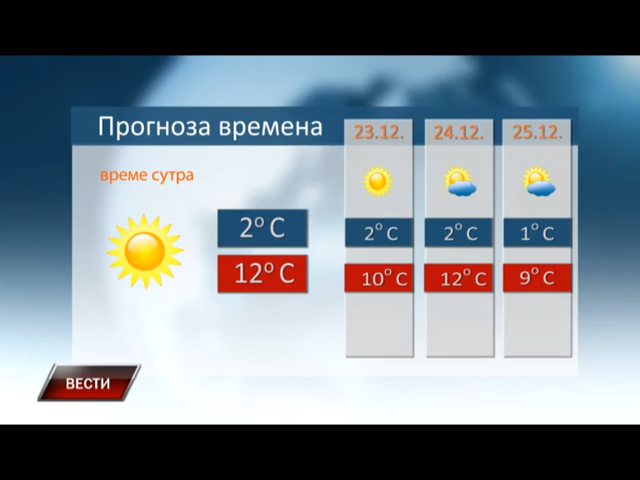 Прогноза времена
време сутра
2° C
12° C
23.12. 24.12. 25.12.
2° C 2° C 1° C
10° C 12° C 9° C
ВЕСТИ